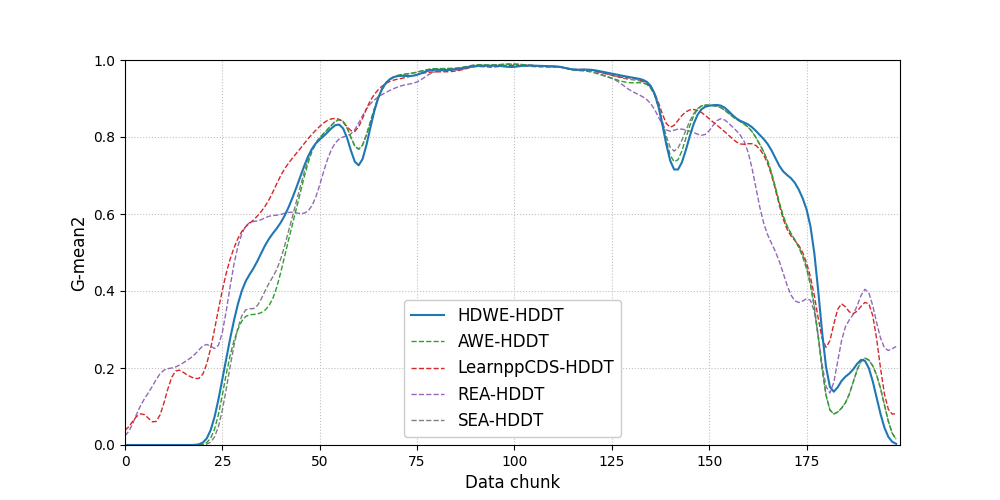 1.0
0.8
0.6
0.4
0.2
0.0
G-mean2
HDWE-HDDT
AWE-HDDT
LearnppCDS-HDDT
REA-HDDT
SEA-HDDT
0 25 50 75 100 125 150 175
Data chunk